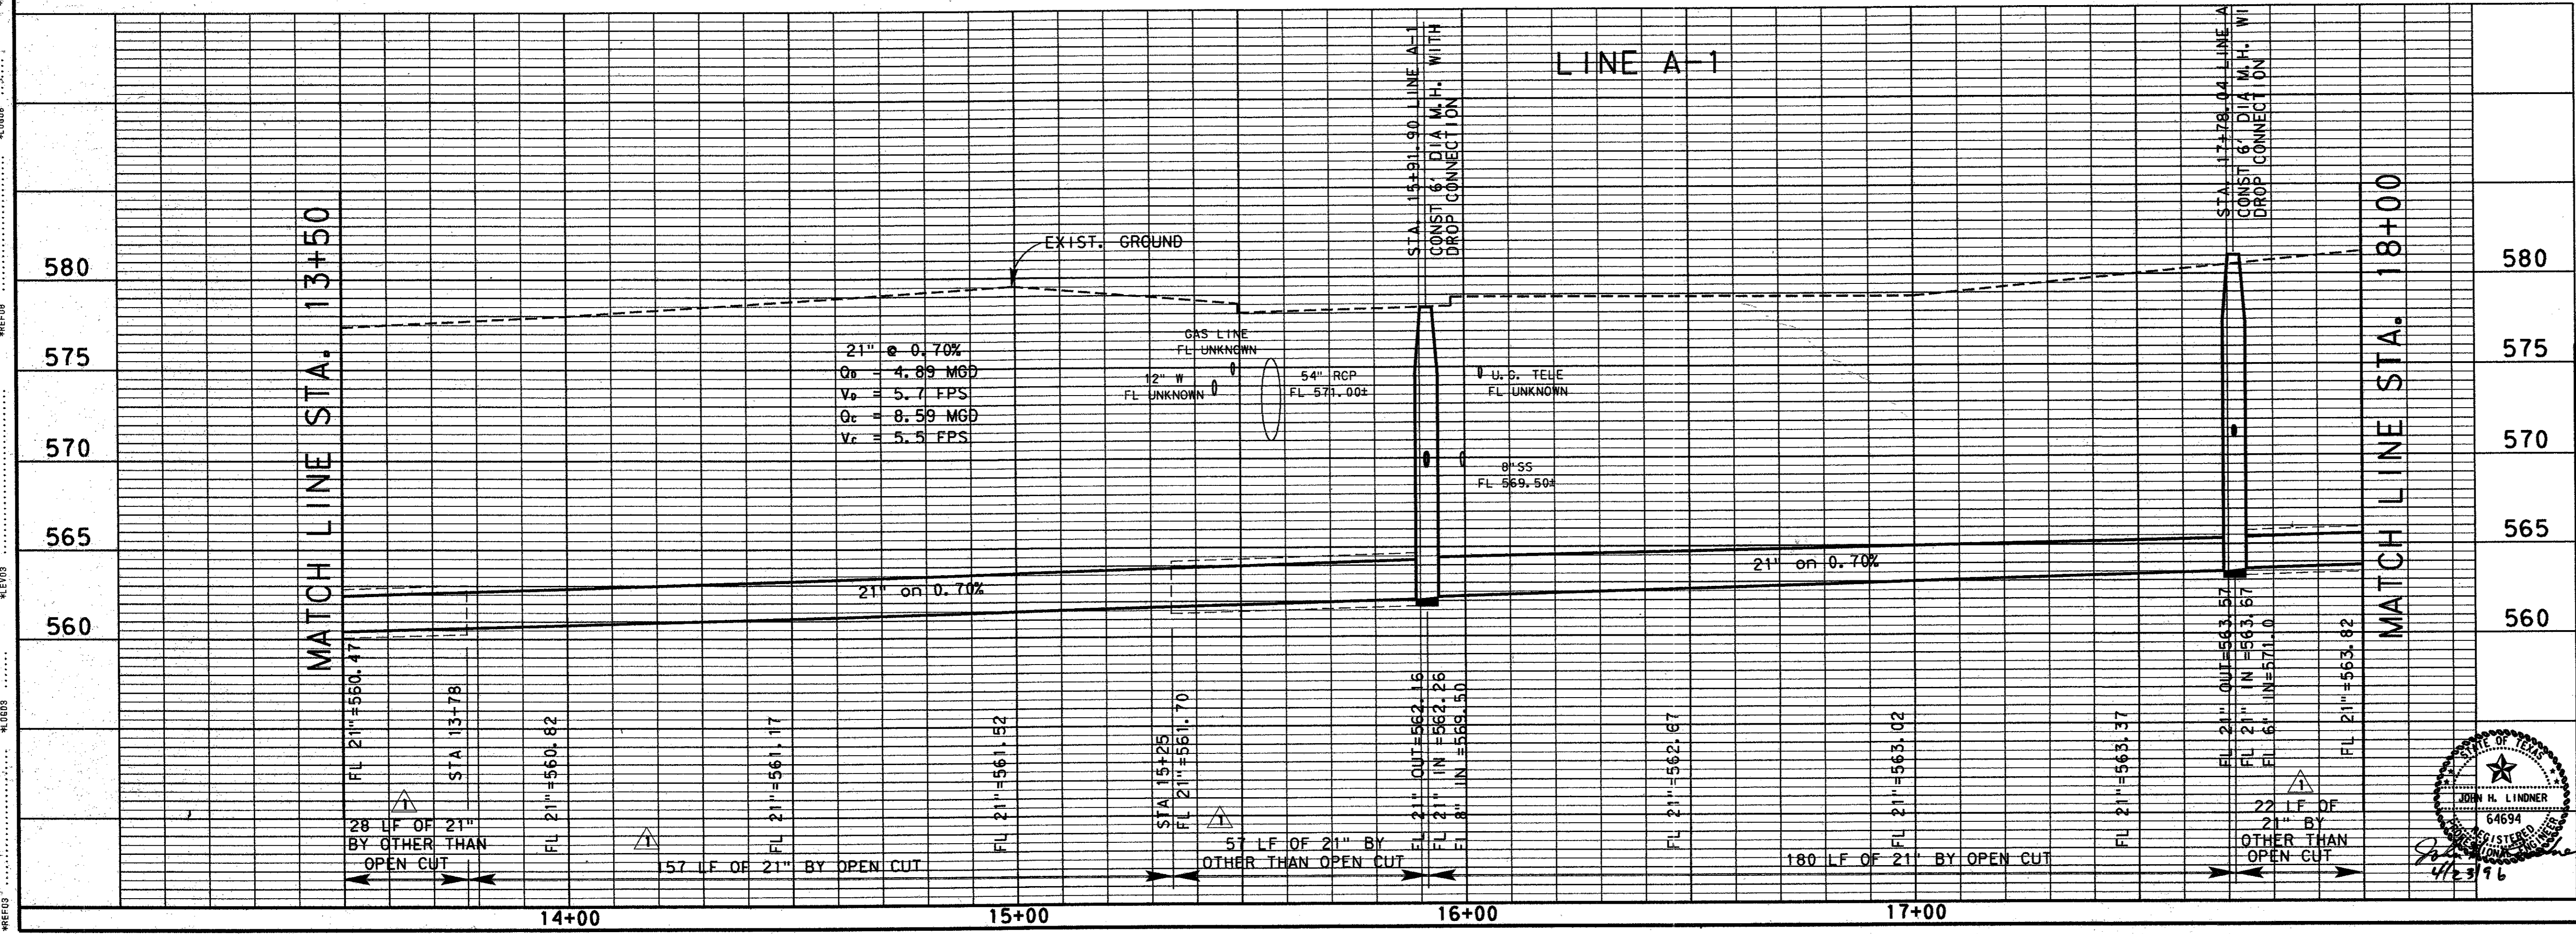 LINE A-1
MATCH LINE STA. 13+50
MATCH LINE STA. 18+00
580
575
570
565
560
580
575
570
565
560
EXIST. GROUND
21" @ 0.70%
QD = 4.89 MGD
VD = 5.7 FPS
QC = 8.59 MGD
VC = 5.5 FPS
GAS LINE
FL UNKNOWN
12" W
FL UNKNOWN
54" RCP
FL 571.00±
STA. 15+91.90 LINE A-1
CONST 6' DIA M.H. WITH
DROP CONNECTION
U.G. TELE
FL UNKNOWN
8"SS
FL 569.50±
STA. 17+78.04 LINE A
CONST 6' DIA M.H. WI
DROP CONNECTION
21" on 0.70%
21" on 0.70%
FL 21"=560.47
STA 13+78
FL 21"=560.82
FL 21"=561.17
FL 21"=561.52
STA 15+25
FL 21"=561.70
FL 21" OUT=562.16
FL 21" IN =562.26
FL 8" IN =569.50
FL 21"=562.67
FL 21"=563.02
FL 21"=563.37
FL 21" OUT=563.57
FL 21" IN =563.67
FL 6" IN=571.0
FL 21"=563.82
1
28 LF OF 21"
BY OTHER THAN
OPEN CUT
1
157 LF OF 21" BY OPEN CUT
1
57 LF OF 21" BY
OTHER THAN OPEN CUT
180 LF OF 21" BY OPEN CUT
1
22 LF OF
21" BY
OTHER THAN
OPEN CUT
14+00
15+00
16+00
17+00
STATE OF TEXAS
JOHN H. LINDNER
64694
REGISTERED
PROFESSIONAL ENGINEER
4/23/96
*REF08
*LEV03
*LOG03
*REF03